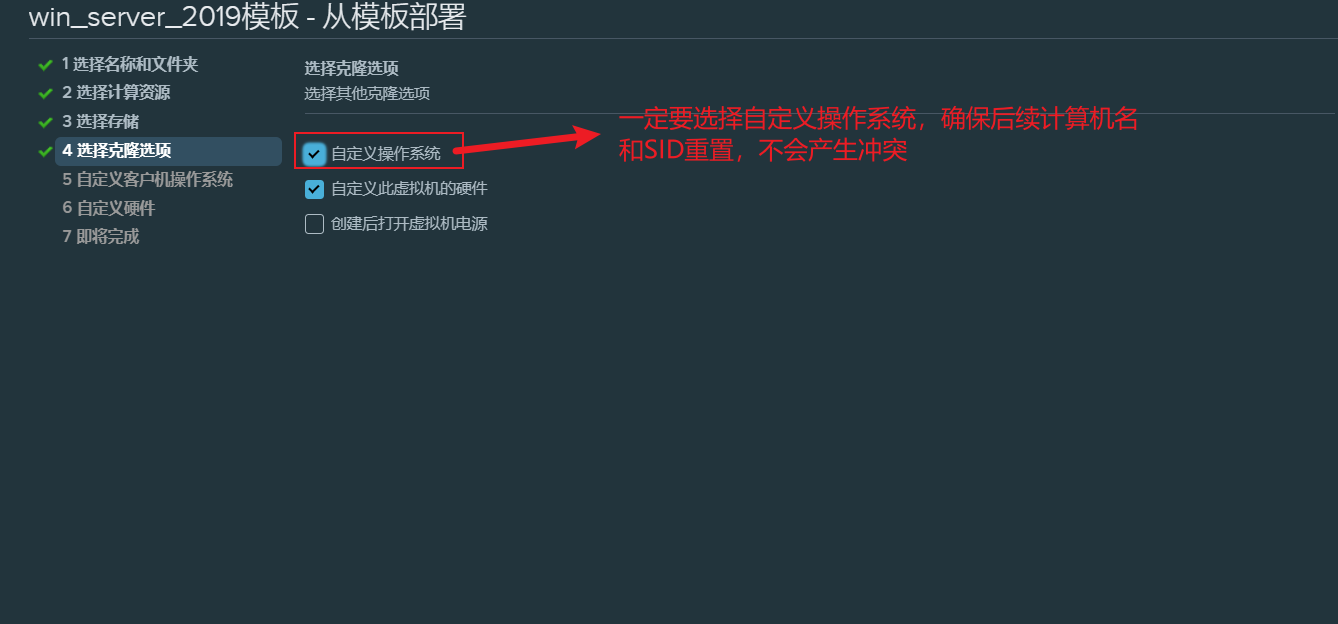 win_server_2019模板 - 从模板部署
1 选择名称和文件夹
2 选择计算资源
3 选择存储
4 选择克隆选项
5 自定义客户机操作系统
6 自定义硬件
7 即将完成
选择克隆选项
选择其他克隆选项
自定义操作系统
自定义此虚拟机的硬件
创建后打开虚拟机电源
一定要选择自定义操作系统，确保后续计算机名
和SID重置，不会产生冲突